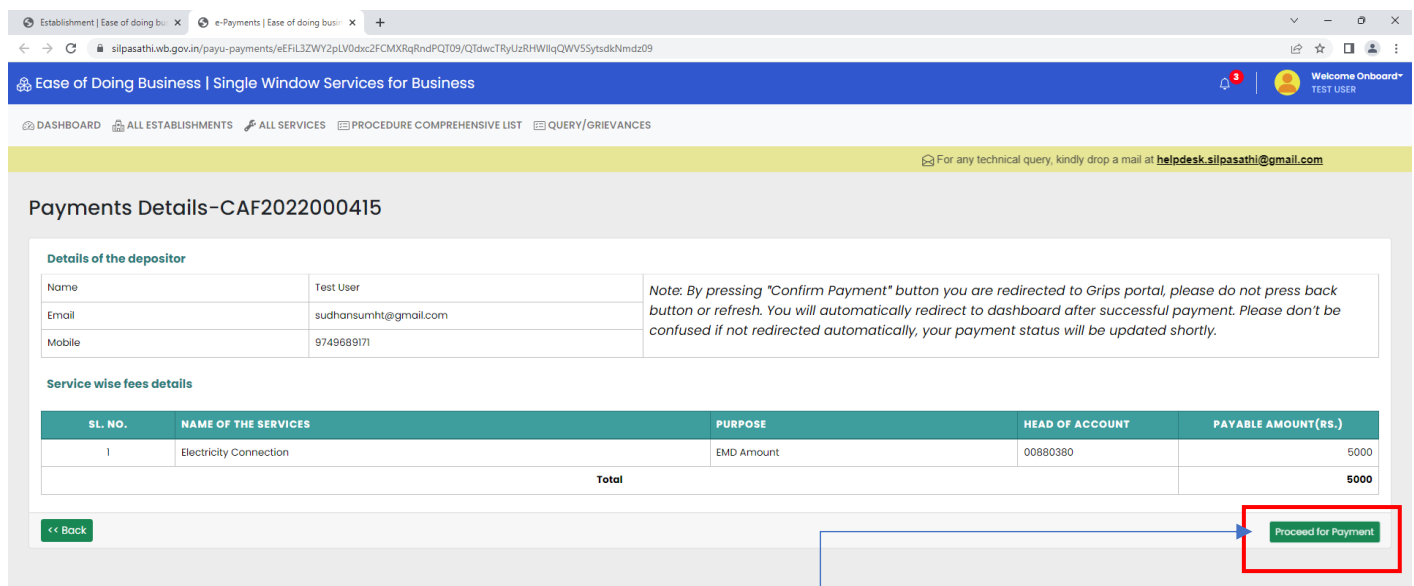 Establishment | Ease of doing bu
e-Payments | Ease of doing busin
silpasathi.wb.gov.in/payu-payments/eEFiL3ZWY2pLV0dxc2FCMXRqRndPQT09/QTdwcTRyUzRHWllqQWV5SytsdkNmdz09
Ease of Doing Business | Single Window Services for Business
3
Welcome Onboard
TEST USER
DASHBOARD ALL ESTABLISHMENTS ALL SERVICES PROCEDURE COMPREHENSIVE LIST QUERY/GRIEVANCES
For any technical query, kindly drop a mail at helpdesk.silpasathi@gmail.com
Payments Details-CAF2022000415
Details of the depositor
Name Test User
Email sudhansumht@gmail.com
Mobile 9749689171
Note: By pressing "Confirm Payment" button you are redirected to Grips portal, please do not press back
button or refresh. You will automatically redirect to dashboard after successful payment. Please don't be
confused if not redirected automatically, your payment status will be updated shortly.
Service wise fees details
SL. NO. NAME OF THE SERVICES PURPOSE HEAD OF ACCOUNT PAYABLE AMOUNT(RS.)
1 Electricity Connection EMD Amount 00880380 5000
Total 5000
<< Back
Proceed for Payment